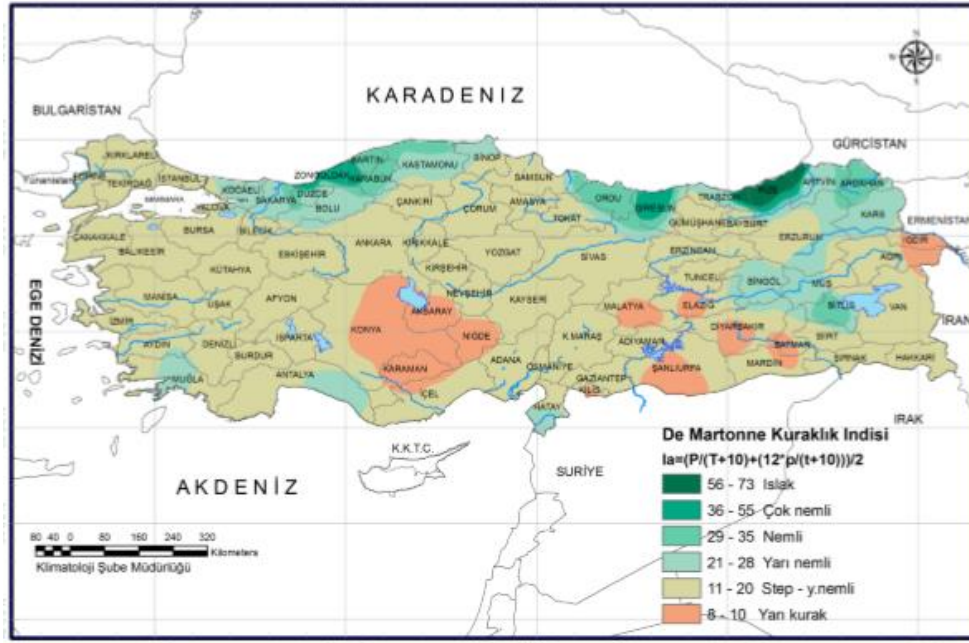 KARADENIZ
BULGARİSTAN
GÜRCİSTAN
KIRKLARELİ
EDİRNE
TEKİRDAĞ
İSTANBUL
KOCAELİ
YALOVA
SAKARYA
DÜZCE
BOLU
ZONGULDAK
BARTIN
KARABÜK
KASTAMONU
SİNOP
SAMSUN
ÇANKIRI
ÇORUM
AMASYA
TOKAT
ORDU
GİRESUN
TRABZON
RİZE
ARTVİN
ARDAHAN
KARS
ERMENİSTAN
IĞDIR
GÜMÜŞHANE
BAYBURT
ERZURUM
AĞRI
ÇANAKKALE
BALIKESİR
BURSA
BİLECİK
ESKİŞEHİR
ANKARA
KIRIKKALE
YOZGAT
SİVAS
ERZİNCAN
TUNCEL
BİNGÖL
MUŞ
BİTLİS
VAN
İRAN
EGE DENİZİ
KÜTAHYA
MANİSA
UŞAK
AFYON
KIRŞEHİR
NEVŞEHİR
KAYSERİ
AKSARAY
KONYA
NİĞDE
MALATYA
ELAZIĞ
DİYARBAKIR
SİİRT
BATMAN
İZMİR
AYDIN
DENİZLİ
ISPARTA
BURDUR
MUĞLA
ANTALYA
KARAMAN
İÇEL
ADANA
K.MARAŞ
OSMANİYE
ADIYAMAN
GAZİANTEP
KİLİS
ŞANLIURFA
MARDİN
ŞIRNAK
HAKKARİ
HATAY
IRAK
K.K.T.C.
SURİYE
AKDENİZ
De Martonne Kuraklık Indisi
Ia=(P/(T+10)+(12*p/(t+10)))/2
56 - 73 Islak
36 - 55 Çok nemli
29 - 35 Nemli
21 - 28 Yarı nemli
11 - 20 Step - y.nemli
8 - 10 Yarı kurak
80 40 0 80 160 240 320
Kilometers
Klimatoloji Şube Müdürlüğü